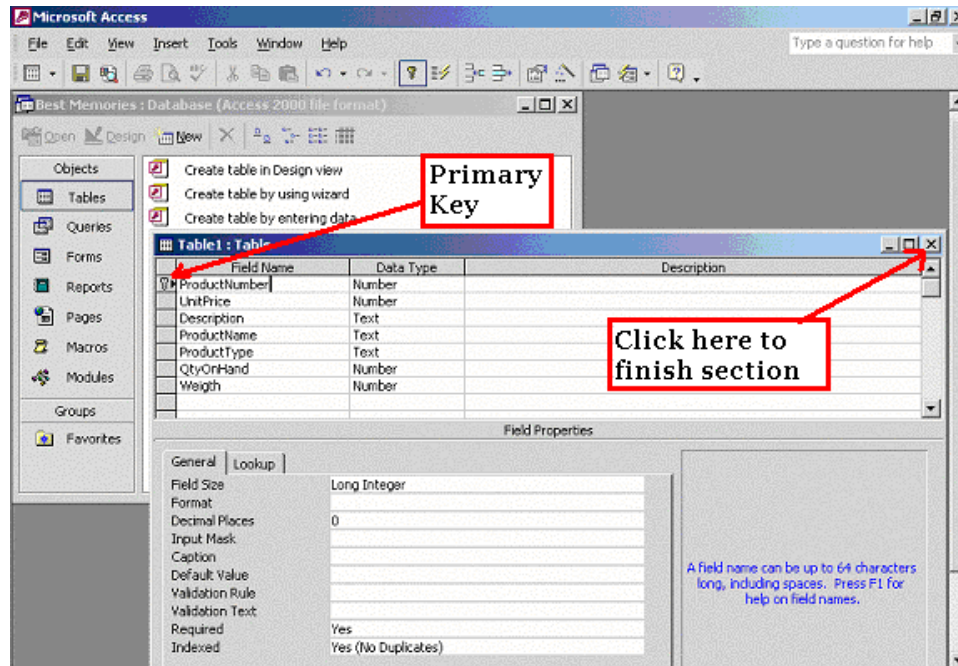 Microsoft Access
File Edit View Insert Tools Window Help Type a question for help
Best Memories : Database (Access 2000 file format)
Open Design New
Objects
Tables
Queries
Forms
Reports
Pages
Macros
Modules
Groups
Favorites
Create table in Design view
Create table by using wizard
Create table by entering data
Primary
Key
Table1 : Table
Field Name Data Type Description
ProductNumber Number
UnitPrice Number
Description Text
ProductName Text
ProductType Text
QtyOnHand Number
Weigth Number
Click here to
finish section
Field Properties
General Lookup
Field Size Long Integer
Format
Decimal Places 0
Input Mask
Caption
Default Value
Validation Rule
Validation Text
Required Yes
Indexed Yes (No Duplicates)
A field name can be up to 64 characters
long, including spaces. Press F1 for
help on field names.